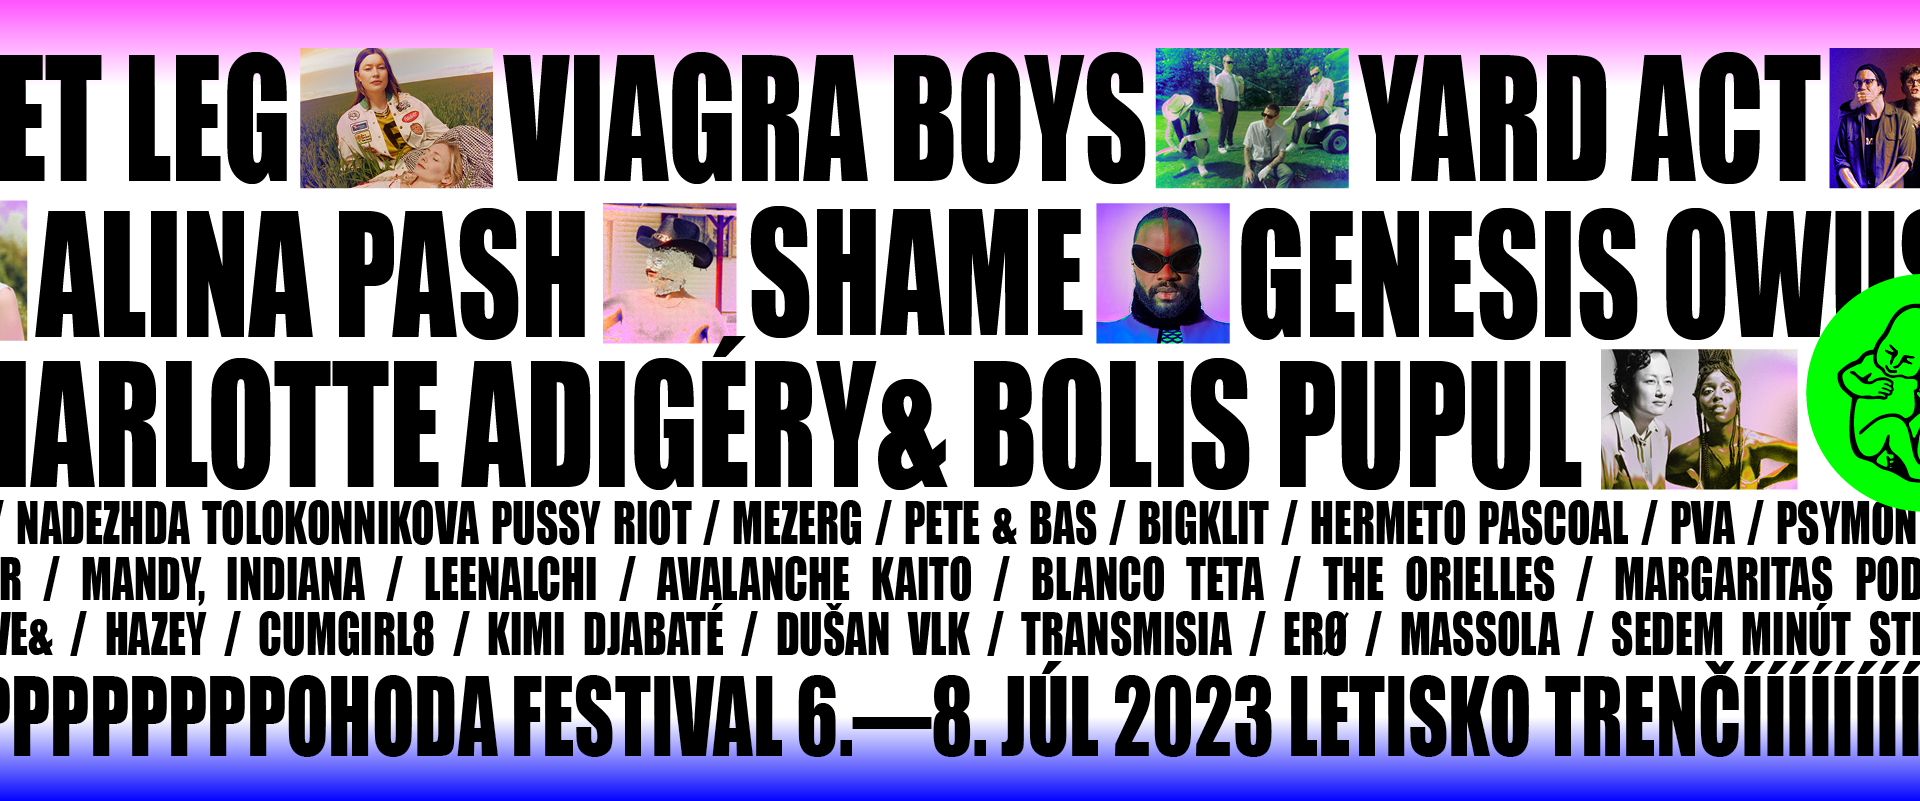 ET LEG VIAGRA BOYS YARD ACT
ALINA PASH SHAME GENESIS OWUS
HARLOTTE ADIGÉRY & BOLIS PUPUL
/ NADEZHDA TOLOKONNIKOVA PUSSY RIOT / MEZERG / PETE & BAS / BIGKLIT / HERMETO PASCOAL / PVA / PSYMON
R / MANDY, INDIANA / LEENALCHI / AVALANCHE KAITO / BLANCO TETA / THE ORIELLES / MARGARITAS POD
VE& / HAZEY / CUMGIRL8 / KIMI DJABATÉ / DUŠAN VLK / TRANSMISIA / ERØ / MASSOLA / SEDEM MINÚT STR
PPPPPPPPOHODA FESTIVAL 6.—8. JÚL 2023 LETISKO TRENČÍÍÍÍÍÍÍÍ